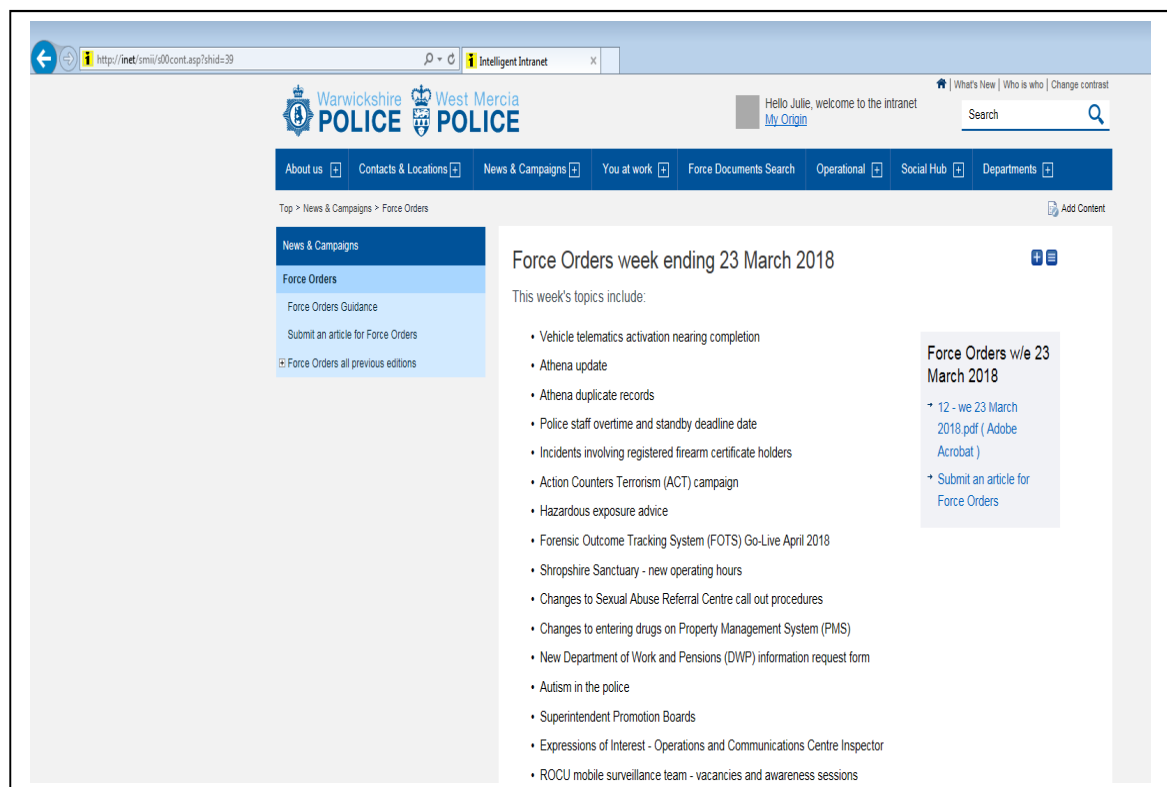 http://inet/smii/s00cont.asp?shid=39
Intelligent Intranet
Warwickshire POLICE
West Mercia POLICE
Hello Julie, welcome to the intranet
My Origin
What's New | Who is who | Change contrast
Search
About us
Contacts & Locations
News & Campaigns
You at work
Force Documents Search
Operational
Social Hub
Departments
Top > News & Campaigns > Force Orders
Add Content
News & Campaigns
Force Orders
Force Orders Guidance
Submit an article for Force Orders
Force Orders all previous editions
Force Orders week ending 23 March 2018
This week's topics include:
• Vehicle telematics activation nearing completion
• Athena update
• Athena duplicate records
• Police staff overtime and standby deadline date
• Incidents involving registered firearm certificate holders
• Action Counters Terrorism (ACT) campaign
• Hazardous exposure advice
• Forensic Outcome Tracking System (FOTS) Go-Live April 2018
• Shropshire Sanctuary - new operating hours
• Changes to Sexual Abuse Referral Centre call out procedures
• Changes to entering drugs on Property Management System (PMS)
• New Department of Work and Pensions (DWP) information request form
• Autism in the police
• Superintendent Promotion Boards
• Expressions of Interest - Operations and Communications Centre Inspector
• ROCU mobile surveillance team - vacancies and awareness sessions
Force Orders w/e 23
March 2018
12 - we 23 March
2018.pdf ( Adobe
Acrobat )
Submit an article for
Force Orders